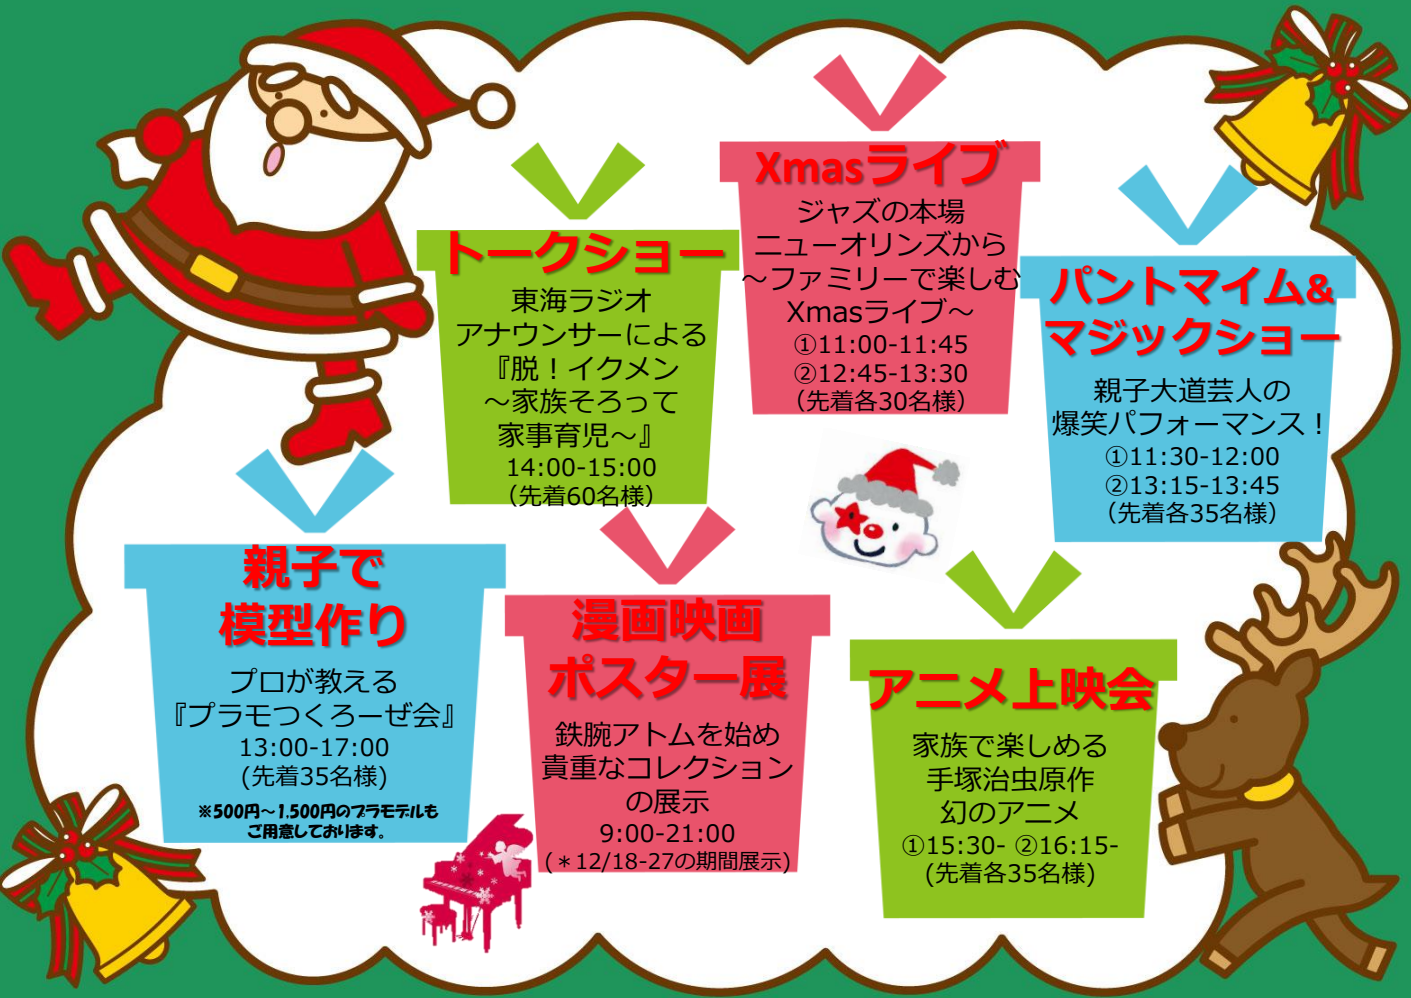 Xmasライブ
ジャズの本場
ニューオリンズから
～ファミリーで楽しむ
Xmasライブ～
①11:00-11:45
②12:45-13:30
（先着各30名様）
トークショー
東海ラジオ
アナウンサーによる
『脱！イクメン
～家族そろって
家事育児～』
14:00-15:00
（先着60名様）
パントマイム&
マジックショー
親子大道芸人の
爆笑パフォーマンス！
①11:30-12:00
②13:15-13:45
（先着各35名様）
親子で
模型作り
プロが教える
『プラモつくろーぜ会』
13:00-17:00
(先着35名様)
※500円～1,500円のプラモデルも
ご用意しております。
漫画映画
ポスター展
鉄腕アトムを始め
貴重なコレクション
の展示
9:00-21:00
(＊12/18-27の期間展示)
アニメ上映会
家族で楽しめる
手塚治虫原作
幻のアニメ
①15:30- ②16:15-
(先着各35名様)